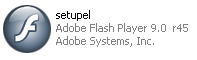 setupel
Adobe Flash Player 9.0 r45
Adobe Systems, Inc.